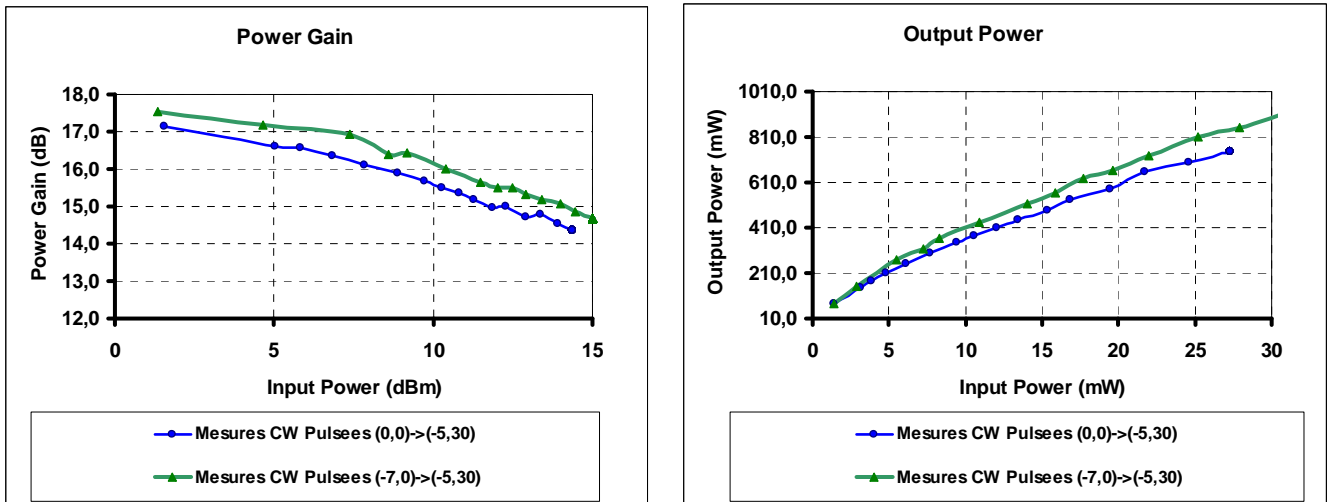 Power Gain
Power Gain (dB)
18,0
17,0
16,0
15,0
14,0
13,0
12,0
0
5
10
15
Input Power (dBm)
Mesures CW Pulsees (0,0)->(-5,30)
Mesures CW Pulsees (-7,0)->(-5,30)
Output Power
Output Power (mW)
1010,0
810,0
610,0
410,0
210,0
10,0
0
5
10
15
20
25
30
Input Power (mW)
Mesures CW Pulsees (0,0)->(-5,30)
Mesures CW Pulsees (-7,0)->(-5,30)